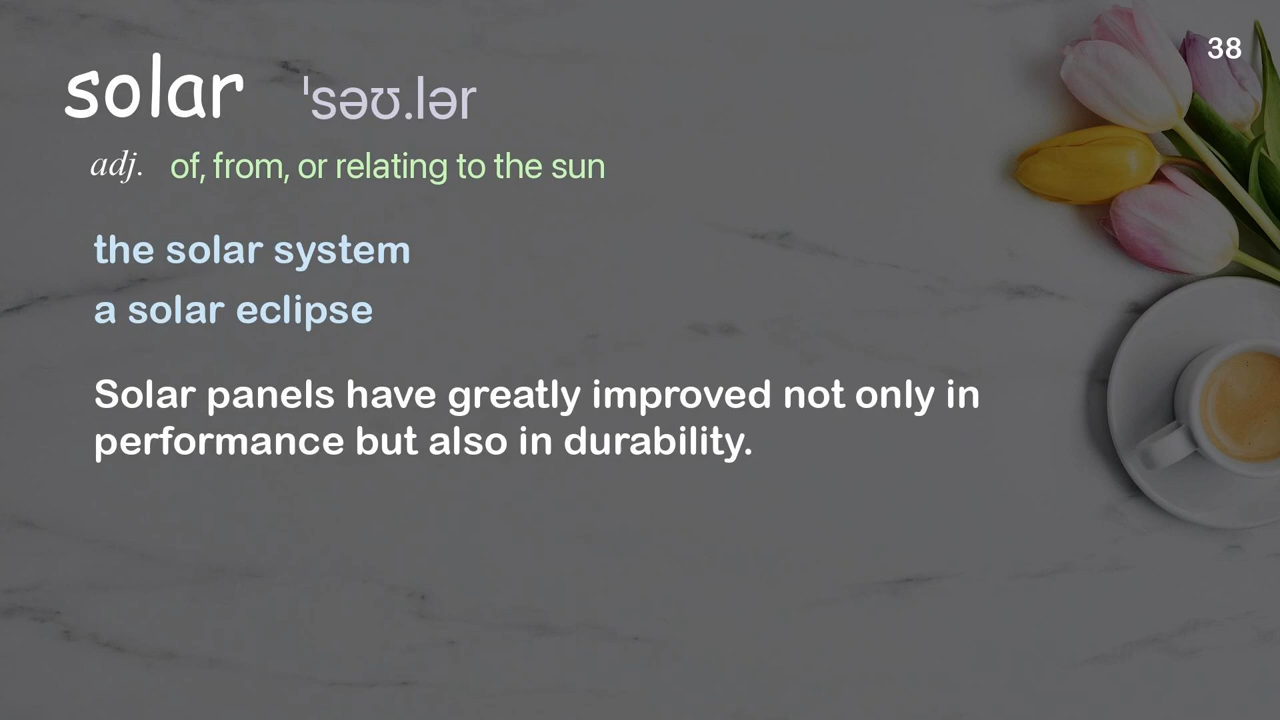 38
solar ˈsəʊ.lər
adj. of, from, or relating to the sun
the solar system
a solar eclipse
Solar panels have greatly improved not only in
performance but also in durability.